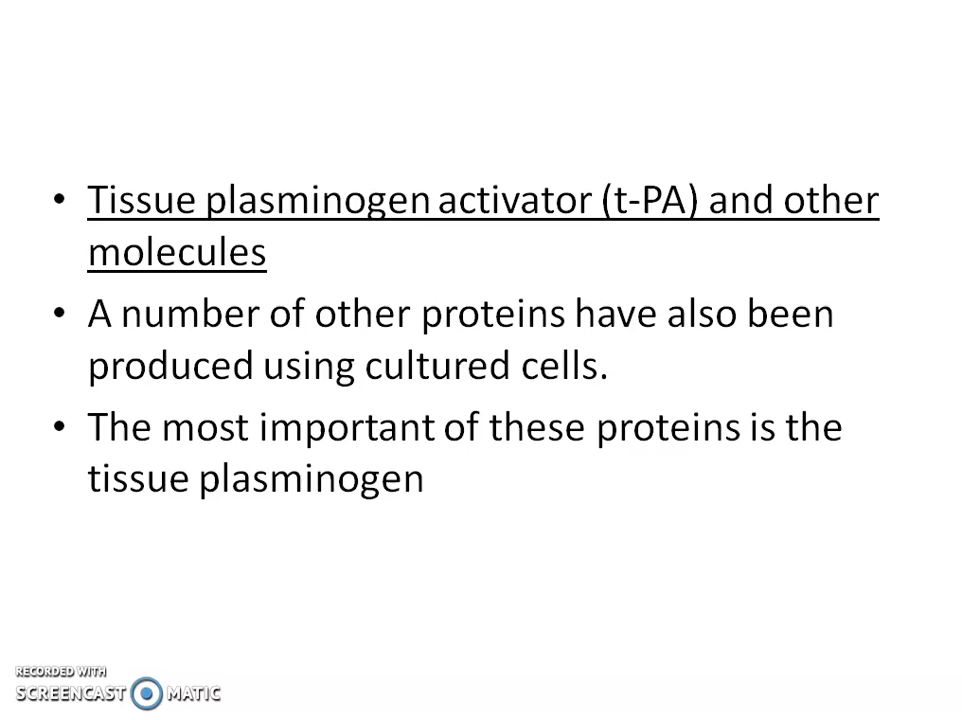 • Tissue plasminogen activator (t-PA) and other
molecules
• A number of other proteins have also been
produced using cultured cells.
• The most important of these proteins is the
tissue plasminogen
RECORDED WITH
SCREENCAST MATIC